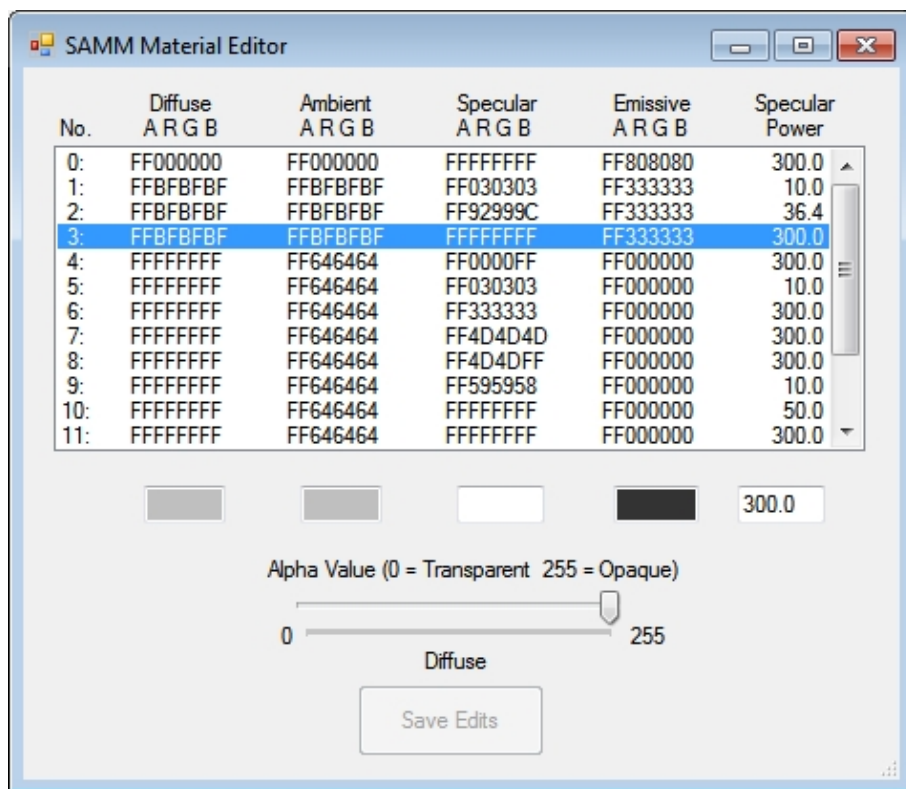 SAMM Material Editor
Diffuse Ambient Specular Emissive Specular
No. A R G B A R G B A R G B A R G B Power
0: FF000000 FF000000 FFFFFFFF FF808080 300.0
1: FFBFBFBF FFBFBFBF FF030303 FF333333 10.0
2: FFBFBFBF FFBFBFBF FF92999C FF333333 36.4
3: FFBFBFBF FFBFBFBF FFFFFFFF FF333333 300.0
4: FFFFFFFF FF646464 FF0000FF FF000000 300.0
5: FFFFFFFF FF646464 FF030303 FF000000 10.0
6: FFFFFFFF FF646464 FF333333 FF000000 300.0
7: FFFFFFFF FF646464 FF4D4D4D FF000000 300.0
8: FFFFFFFF FF646464 FF4D4DFF FF000000 300.0
9: FFFFFFFF FF646464 FF595958 FF000000 10.0
10: FFFFFFFF FF646464 FFFFFFFF FF000000 50.0
11: FFFFFFFF FF646464 FFFFFFFF FF000000 300.0
300.0
Alpha Value (0 = Transparent 255 = Opaque)
0 255
Diffuse
Save Edits